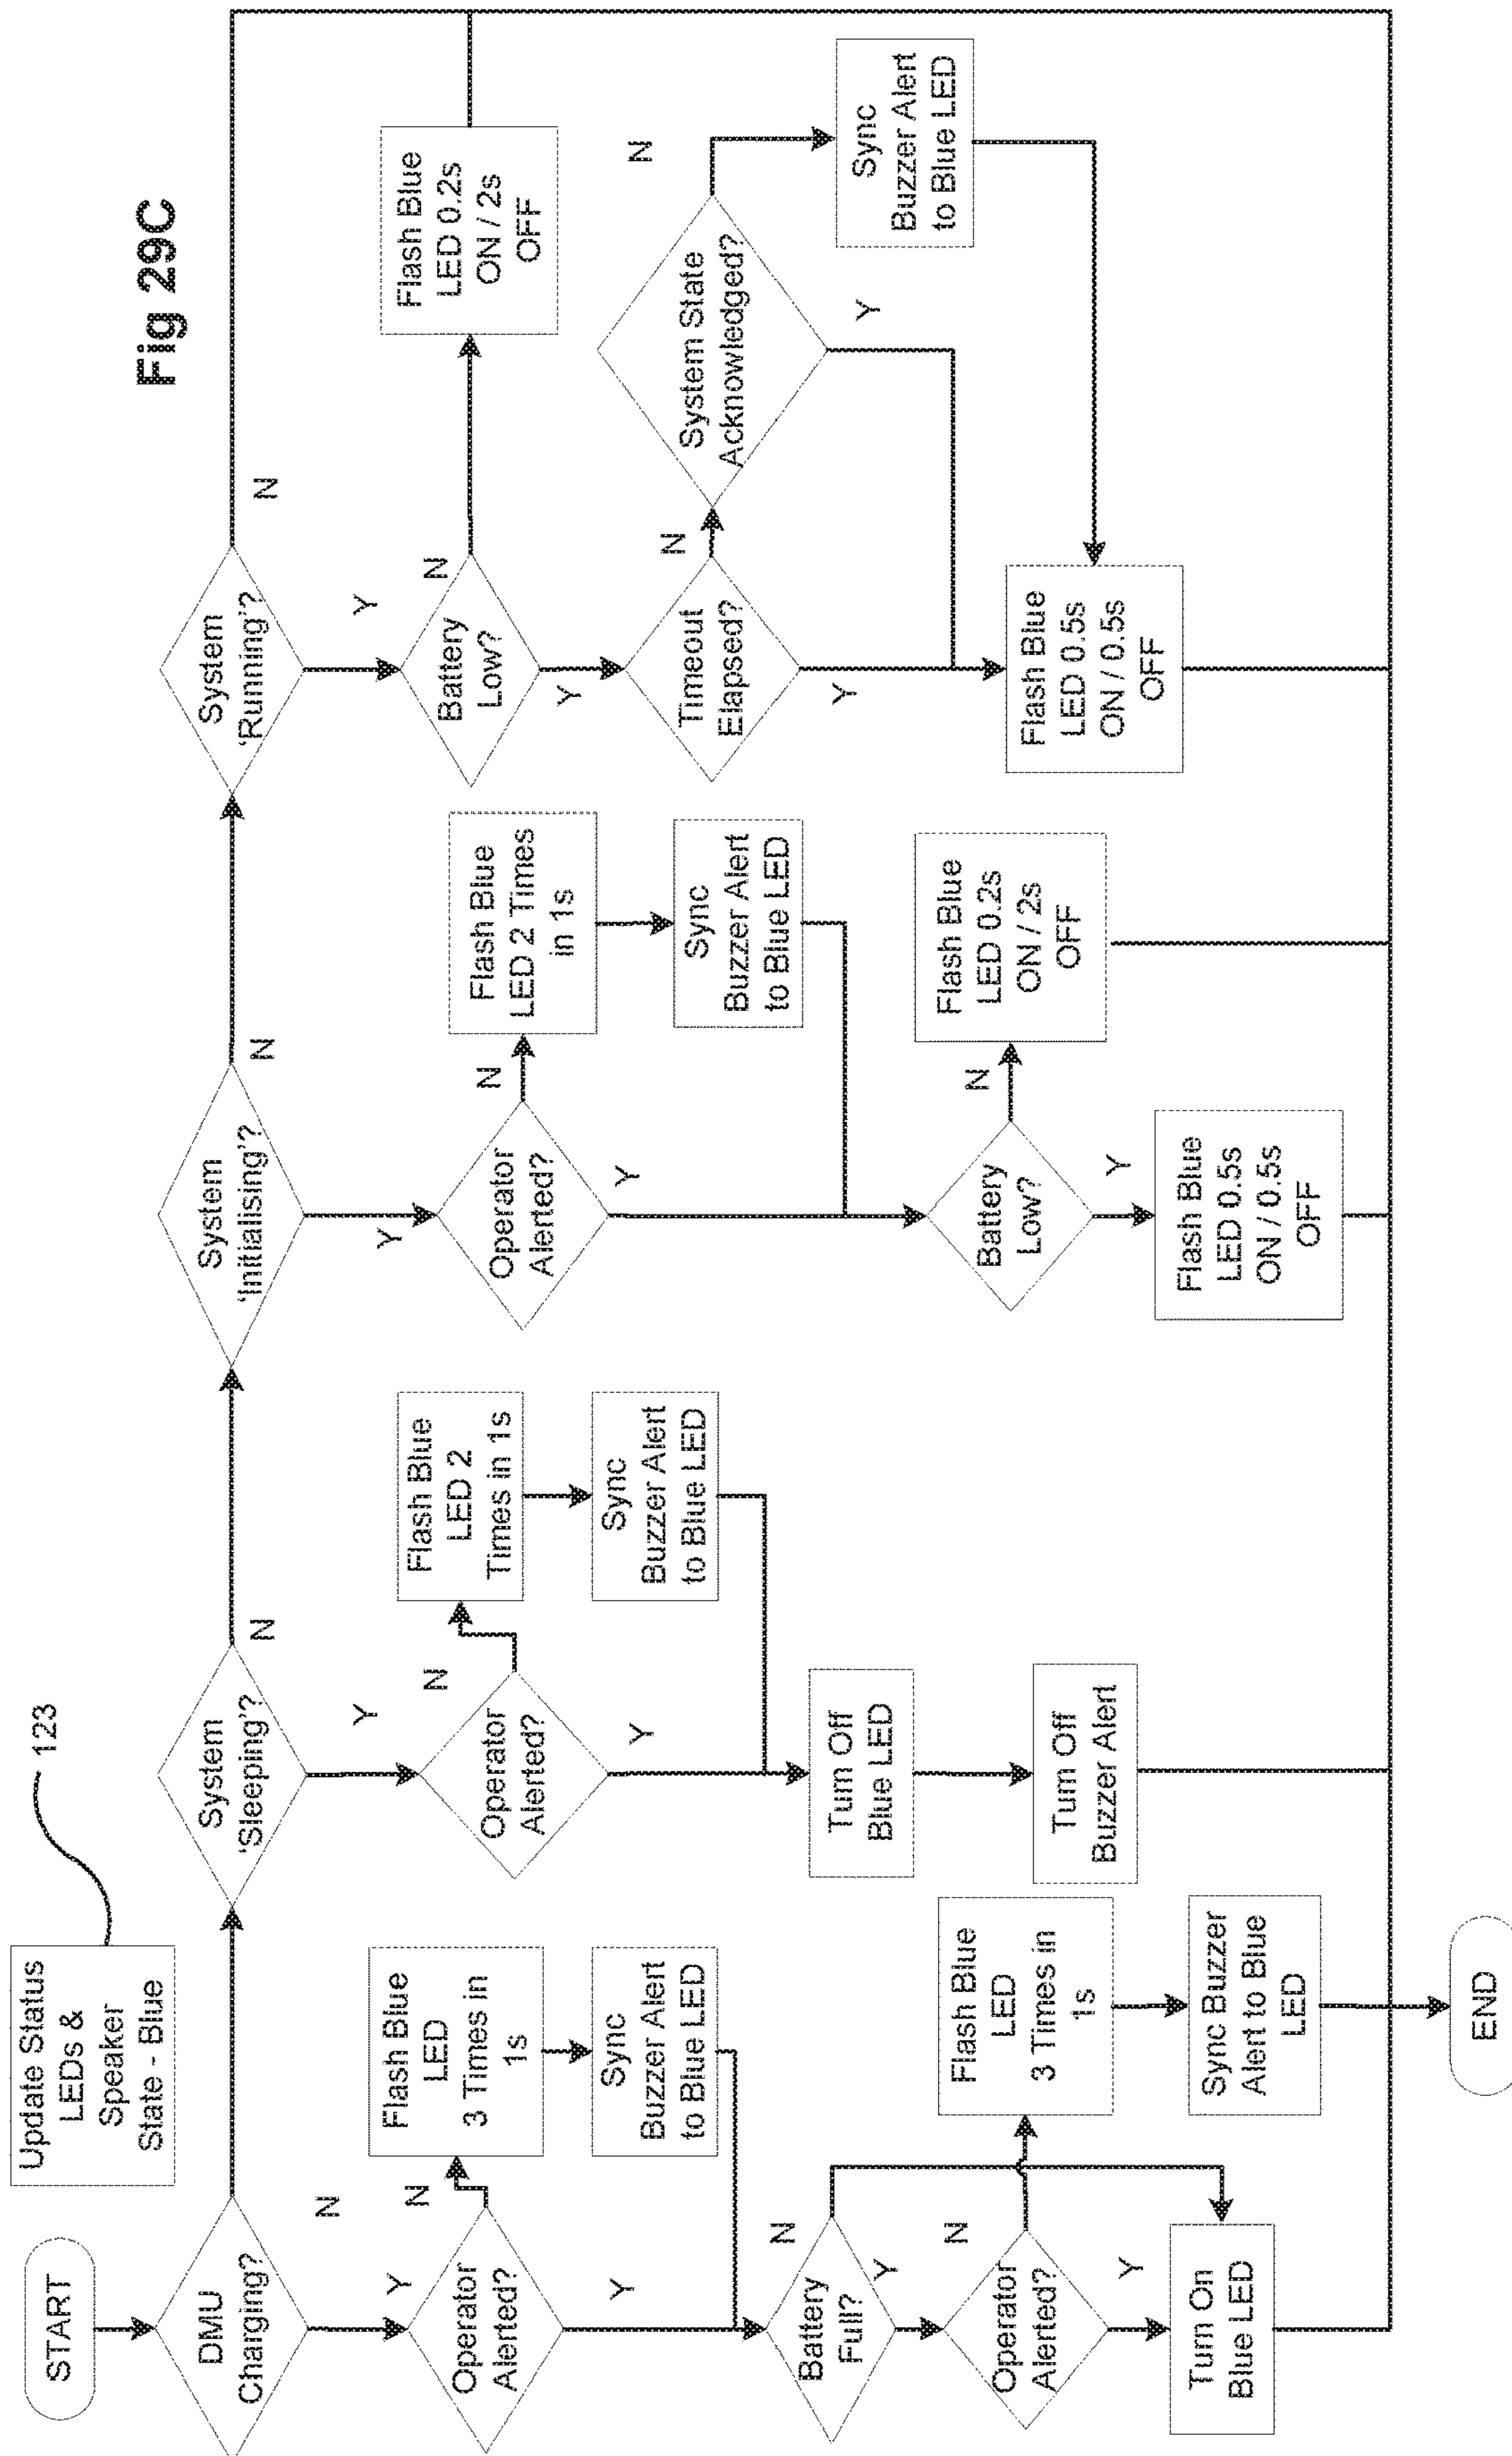 Fig 29C
START
Update Status
LEDs &
Speaker
State - Blue
123
DMU
Charging?
N
Y
Operator
Alerted?
N
Flash Blue
LED
3 Times in
1s
Sync
Buzzer Alert
to Blue LED
Y
Battery
Full?
N
Y
Operator
Alerted?
N
Flash Blue
LED
3 Times in
1s
Sync Buzzer
Alert to Blue
LED
Y
Turn On
Blue LED
System
'Sleeping'?
N
Y
Operator
Alerted?
N
Flash Blue
LED 2
Times in 1s
Sync
Buzzer Alert
to Blue LED
Y
Turn Off
Blue LED
Turn Off
Buzzer Alert
System
'Initialising'?
N
Y
Operator
Alerted?
N
Flash Blue
LED 2 Times
in 1s
Sync
Buzzer Alert
to Blue LED
Y
Battery
Low?
N
Flash Blue
LED 0.2s
ON / 2s
OFF
Y
Flash Blue
LED 0.5s
ON / 0.5s
OFF
System
'Running'?
N
Y
Battery
Low?
N
Flash Blue
LED 0.2s
ON / 2s
OFF
Y
Timeout
Elapsed?
N
System State
Acknowledged?
N
Sync
Buzzer Alert
to Blue LED
Y
Y
Flash Blue
LED 0.5s
ON / 0.5s
OFF
END